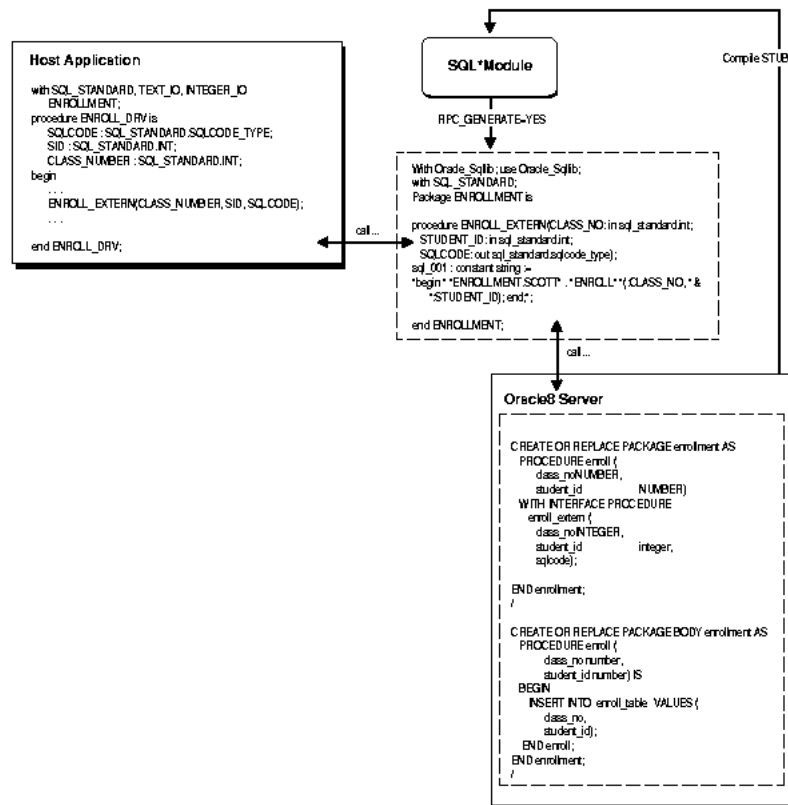 Host Application
with SQL_STANDARD, TEXT_IO, INTEGER_IO
ENROLLMENT;
procedure ENROLL_DRV is
SQLCODE : SQL_STANDARD.SQLCODE_TYPE;
SID : SQL_STANDARD.INT;
CLASS_NUMBER : SQL_STANDARD.INT;
begin
. . .
ENROLL_EXTERN(CLASS_NUMBER, SID, SQLCODE);
. . .
end ENROLL_DRV;
call...
SQL*Module
Compile STUB
RPC_GENERATE=YES
With Oracle_Sqllib; use Oracle_Sqllib;
with SQL_STANDARD;
Package ENROLLMENT is
procedure ENROLL_EXTERN(CLASS_NO: in sql_standard.int;
STUDENT_ID: in sql_standard.int;
SQLCODE: out sql_standard.sqlcode_type);
sql_001 : constant string :=
"begin" "ENROLLMENT.SCOTT" . "ENROLL" "(:CLASS_NO, " &
":STUDENT_ID); end;";
end ENROLLMENT;
call...
Oracle8 Server
CREATE OR REPLACE PACKAGE enrollment AS
PROCEDURE enroll (
class_no NUMBER,
student_id NUMBER)
WITH INTERFACE PROCEDURE
enroll_extern (
class_no INTEGER,
student_id integer,
sqlcode);
END enrollment;
/
CREATE OR REPLACE PACKAGE BODY enrollment AS
PROCEDURE enroll (
class_no number,
student_id number) IS
BEGIN
INSERT INTO enroll_table VALUES (
class_no,
student_id);
END enroll;
END enrollment;
/